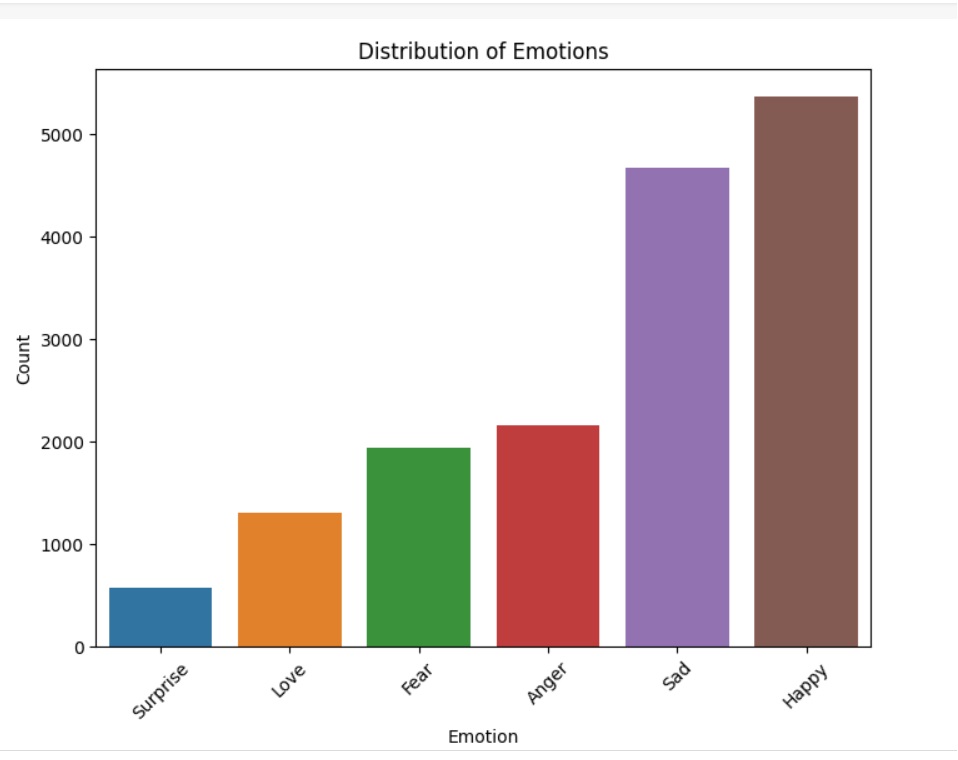 Distribution of Emotions
5000
4000
3000
2000
1000
0
Count
Surprise
Love
Fear
Anger
Sad
Happy
Emotion